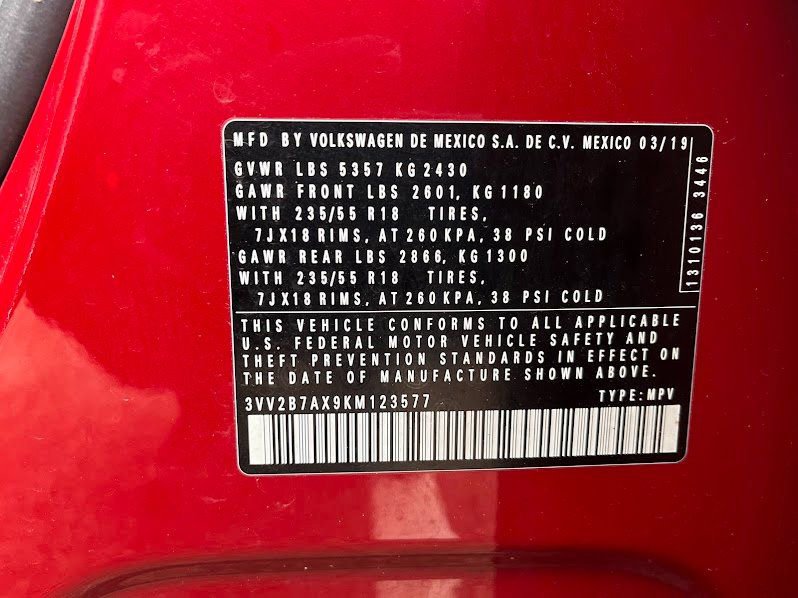 MFD BY VOLKSWAGEN DE MEXICO S.A. DE C.V. MEXICO 03/19
GVWR LBS 5357 KG 2430
GAWR FRONT LBS 2601, KG 1180
WITH 235/55 R18 TIRES,
7JX18 RIMS, AT 260 KPA, 38 PSI COLD
GAWR REAR LBS 2866, KG 1300
WITH 235/55 R18 TIRES,
7JX18 RIMS, AT 260 KPA, 38 PSI COLD
1310136 3446
THIS VEHICLE CONFORMS TO ALL APPLICABLE
U.S. FEDERAL MOTOR VEHICLE SAFETY AND
THEFT PREVENTION STANDARDS IN EFFECT ON
THE DATE OF MANUFACTURE SHOWN ABOVE.
3VV2B7AX9KM123577 TYPE: MPV